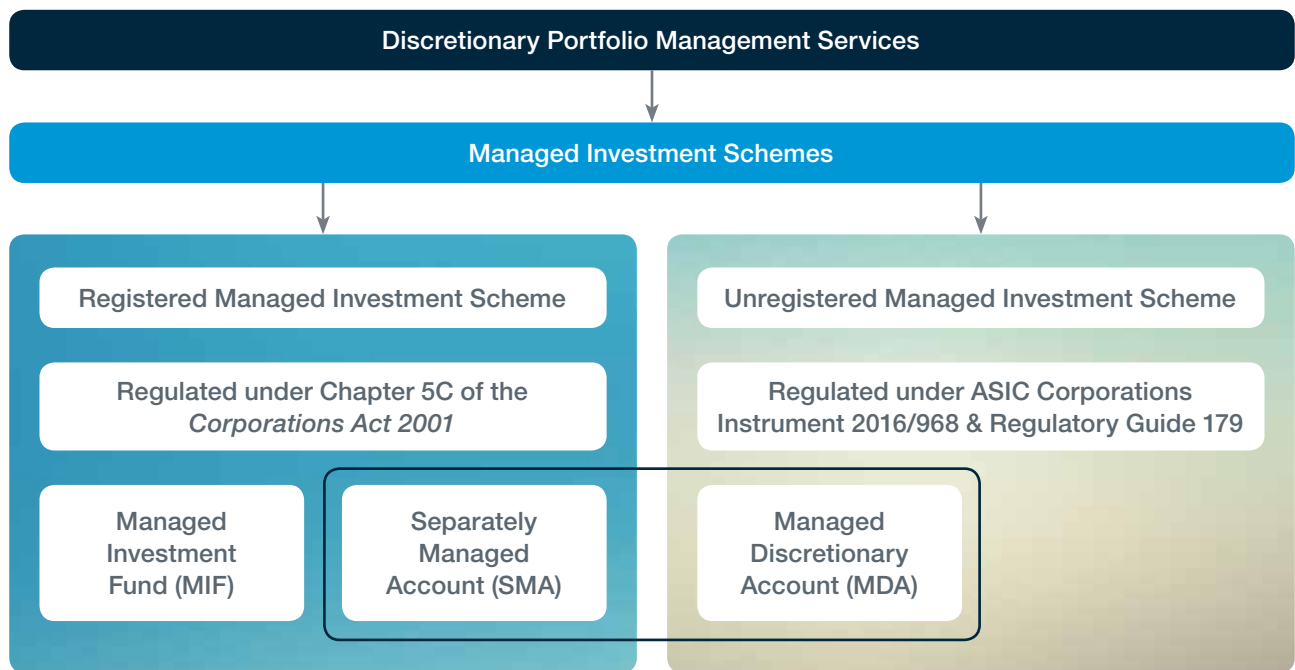 Discretionary Portfolio Management Services
Managed Investment Schemes
Registered Managed Investment Scheme
Regulated under Chapter 5C of the
Corporations Act 2001
Managed
Investment
Fund (MIF)
Separately
Managed
Account (SMA)
Unregistered Managed Investment Scheme
Regulated under ASIC Corporations
Instrument 2016/968 & Regulatory Guide 179
Managed
Discretionary
Account (MDA)